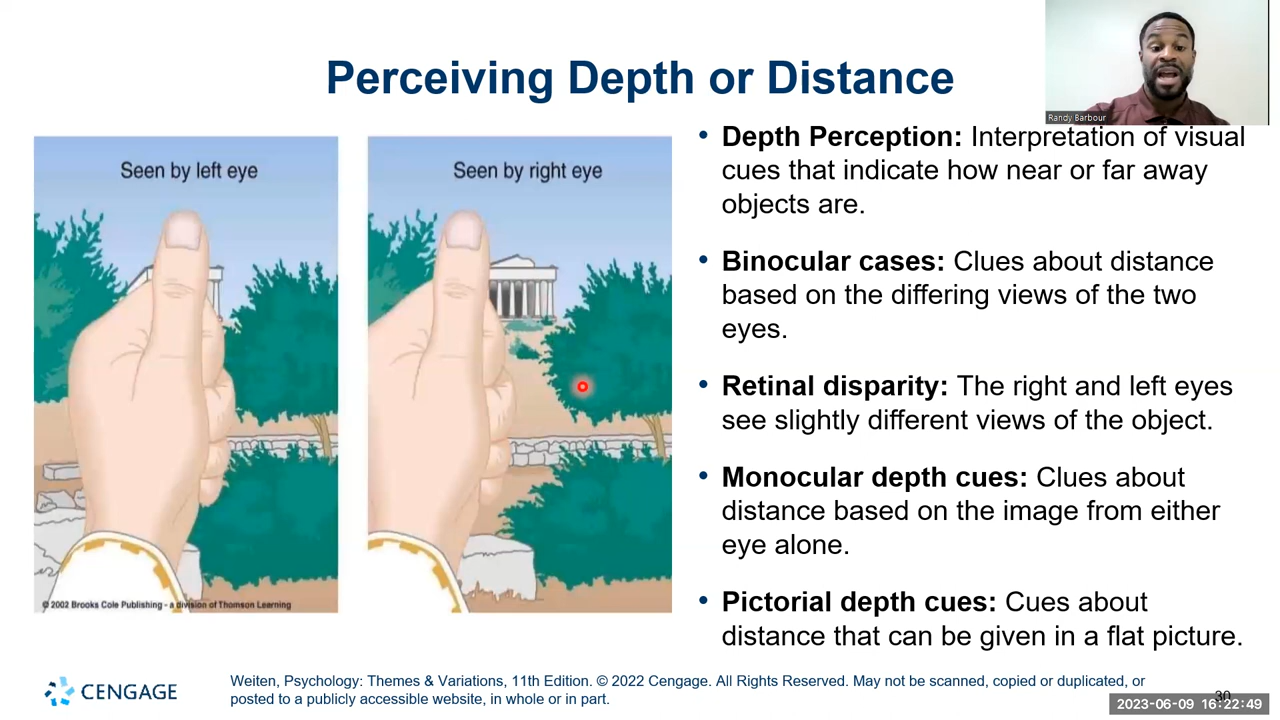 Perceiving Depth or Distance
Randy Barbour
Seen by left eye
Seen by right eye
© 2002 Brooks Cole Publishing - a division of Thomson Learning
• Depth Perception: Interpretation of visual
cues that indicate how near or far away
objects are.
• Binocular cases: Clues about distance
based on the differing views of the two
eyes.
• Retinal disparity: The right and left eyes
see slightly different views of the object.
• Monocular depth cues: Clues about
distance based on the image from either
eye alone.
• Pictorial depth cues: Cues about
distance that can be given in a flat picture.
CENGAGE
Weiten, Psychology: Themes & Variations, 11th Edition. © 2022 Cengage. All Rights Reserved. May not be scanned, copied or duplicated, or
posted to a publicly accessible website, in whole or in part.
30
2023-06-09 16:22:49